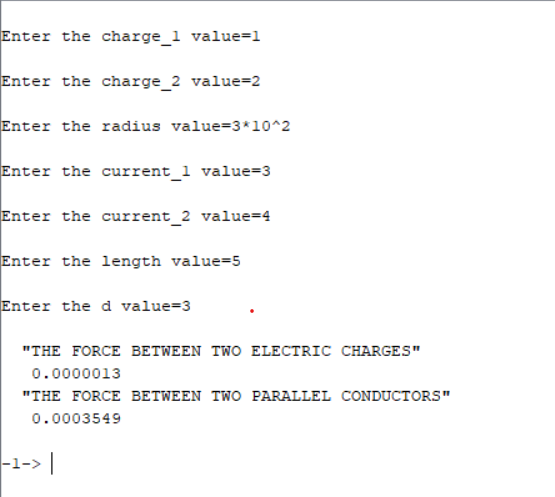 Enter the charge_1 value=1
Enter the charge_2 value=2
Enter the radius value=3*10^2
Enter the current_1 value=3
Enter the current_2 value=4
Enter the length value=5
Enter the d value=3
"THE FORCE BETWEEN TWO ELECTRIC CHARGES"
0.0000013
"THE FORCE BETWEEN TWO PARALLEL CONDUCTORS"
0.0003549
-1->